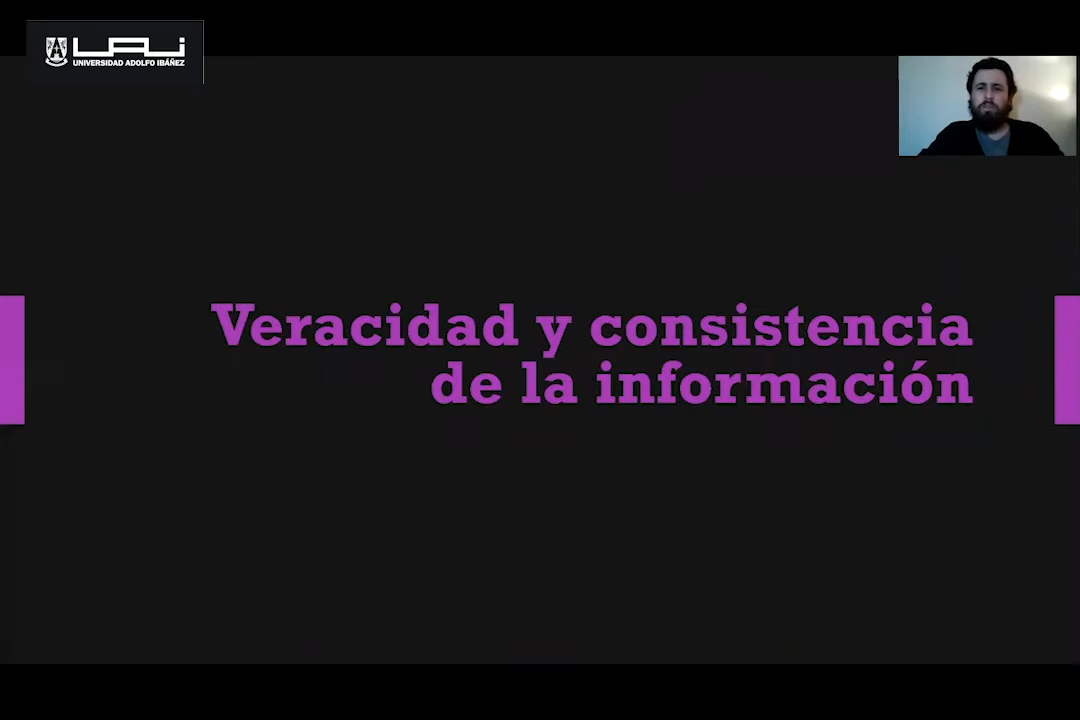 UAI
UNIVERSIDAD ADOLFO IBÁÑEZ
Veracidad y consistencia
de la información